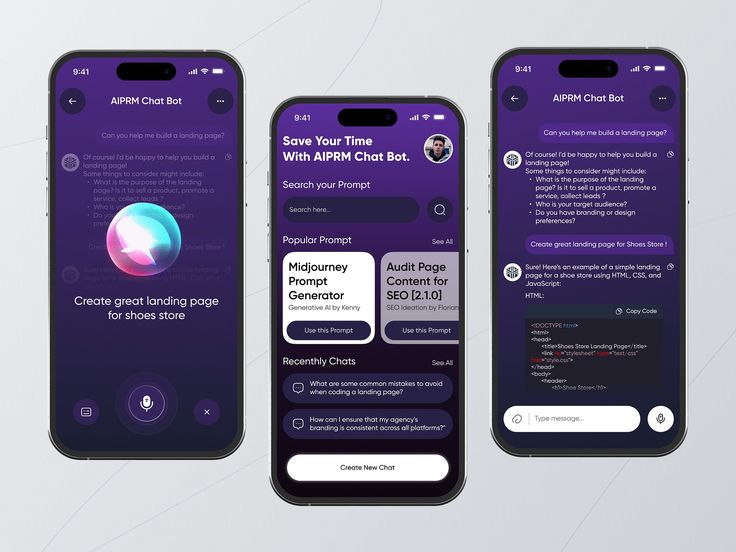 9:41
AIPRM Chat Bot
Can you help me build a landing page?
Of course! I'd be happy to help you build a
landing page!
Some things to consider might include:
• What is the purpose of the landing
page? Is it to sell a product, promote a
service, collect leads ?
• Who is your target audience?
• Do you have branding or design
preferences?
Create great landing page
for shoes store
9:41
Save Your Time
With AIPRM Chat Bot.
Search your Prompt
Search here...
Popular Prompt
See All
Midjourney
Prompt
Generator
Generative AI by Kenny
Use this Prompt
Audit Page
Content for
SEO [2.1.0]
SEO Ideation by Florian
Use this Prompt
Recenthly Chats
See All
What are some common mistakes to avoid
when coding a landing page?
How can I ensure that my agency's
branding is consistent across all platforms?"
Create New Chat
9:41
AIPRM Chat Bot
Can you help me build a landing page?
Of course! I'd be happy to help you build a
landing page!
Some things to consider might include:
• What is the purpose of the landing
page? Is it to sell a product, promote a
service, collect leads ?
• Who is your target audience?
• Do you have branding or design
preferences?
Create great landing page for Shoes Store !
Sure! Here's an example of a simple landing
page for a shoe store using HTML, CSS, and
JavaScript:
HTML:
Copy Code
<!DOCTYPE html>
<html>
<head>
<title>Shoes Store Landing Page</title>
<link rel="stylesheet" type="text/css"
href="style.css">
</head>
<body>
<header>
<h1>Shoe Store</h1>
Type message...